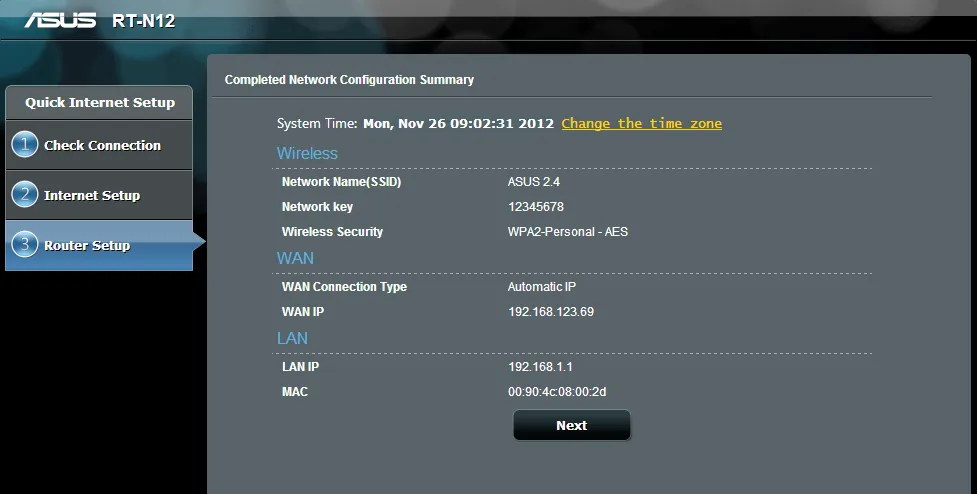 ASUS RT-N12
Completed Network Configuration Summary
Quick Internet Setup
1 Check Connection
2 Internet Setup
3 Router Setup
System Time: Mon, Nov 26 09:02:31 2012 Change the time zone
Wireless
Network Name(SSID) ASUS 2.4
Network key 12345678
Wireless Security WPA2-Personal - AES
WAN
WAN Connection Type Automatic IP
WAN IP 192.168.123.69
LAN
LAN IP 192.168.1.1
MAC 00:90:4c:08:00:2d
Next